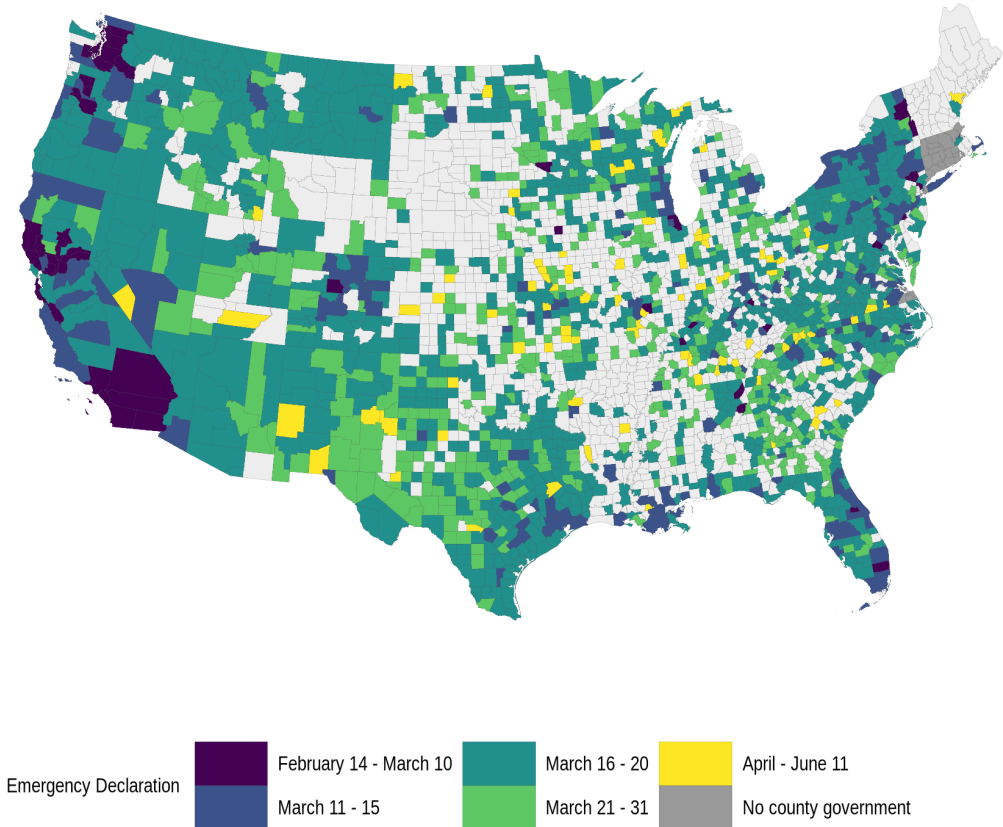 Emergency Declaration
February 14 - March 10
March 11 - 15
March 16 - 20
March 21 - 31
April - June 11
No county government